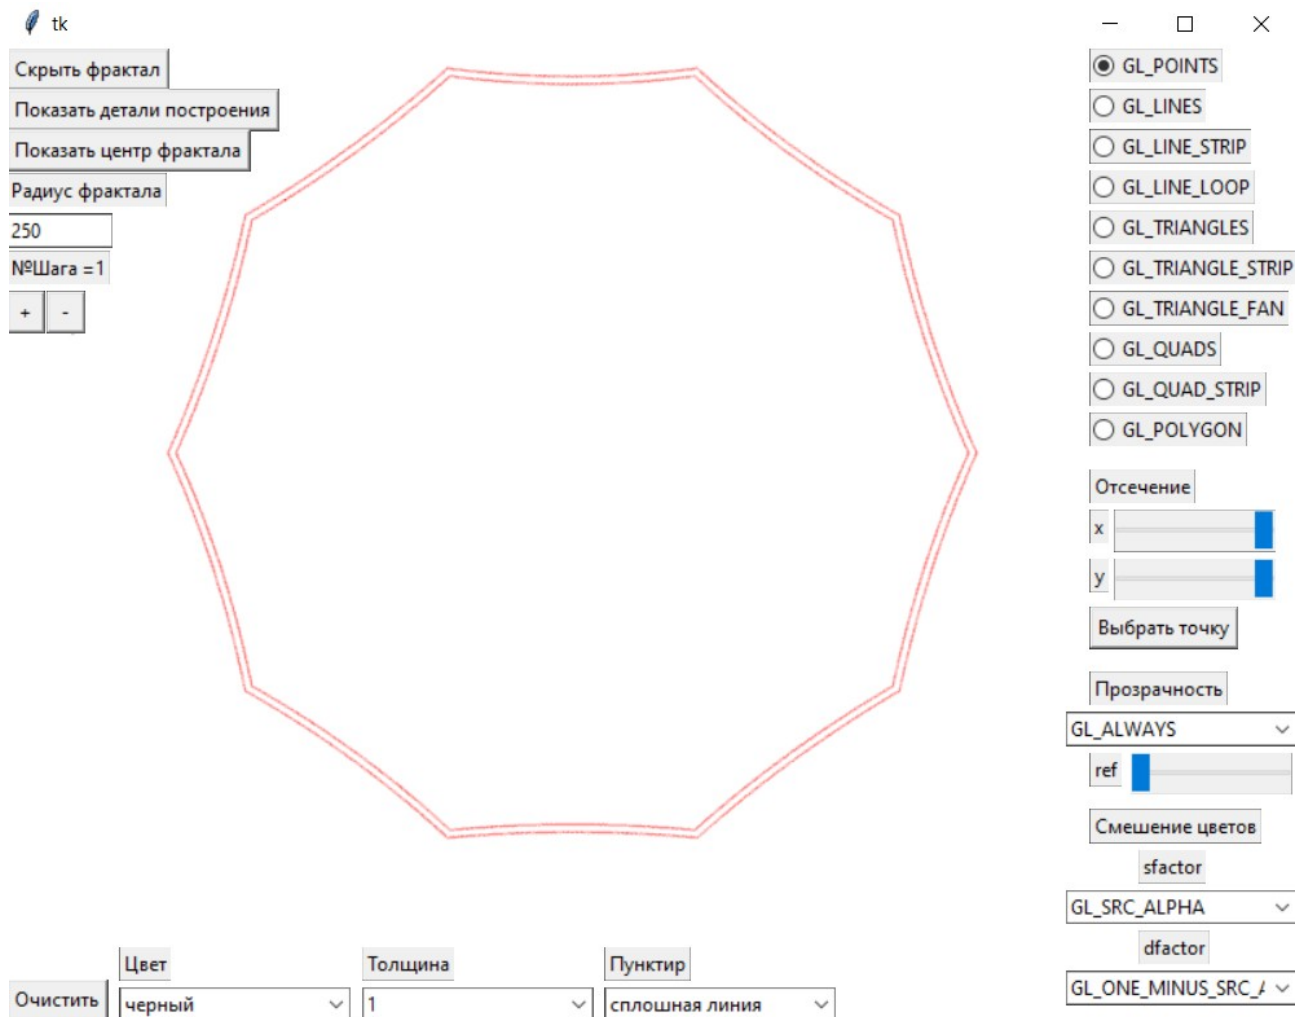 tk
Скрыть фрактал
Показать детали построения
Показать центр фрактала
Радиус фрактала
250
№Шага =1
+ -
GL_POINTS
GL_LINES
GL_LINE_STRIP
GL_LINE_LOOP
GL_TRIANGLES
GL_TRIANGLE_STRIP
GL_TRIANGLE_FAN
GL_QUADS
GL_QUAD_STRIP
GL_POLYGON
Отсечение
x
y
Выбрать точку
Прозрачность
GL_ALWAYS
ref
Смешение цветов
sfactor
GL_SRC_ALPHA
dfactor
GL_ONE_MINUS_SRC_A
Цвет Толщина Пунктир
Очистить черный 1 сплошная линия